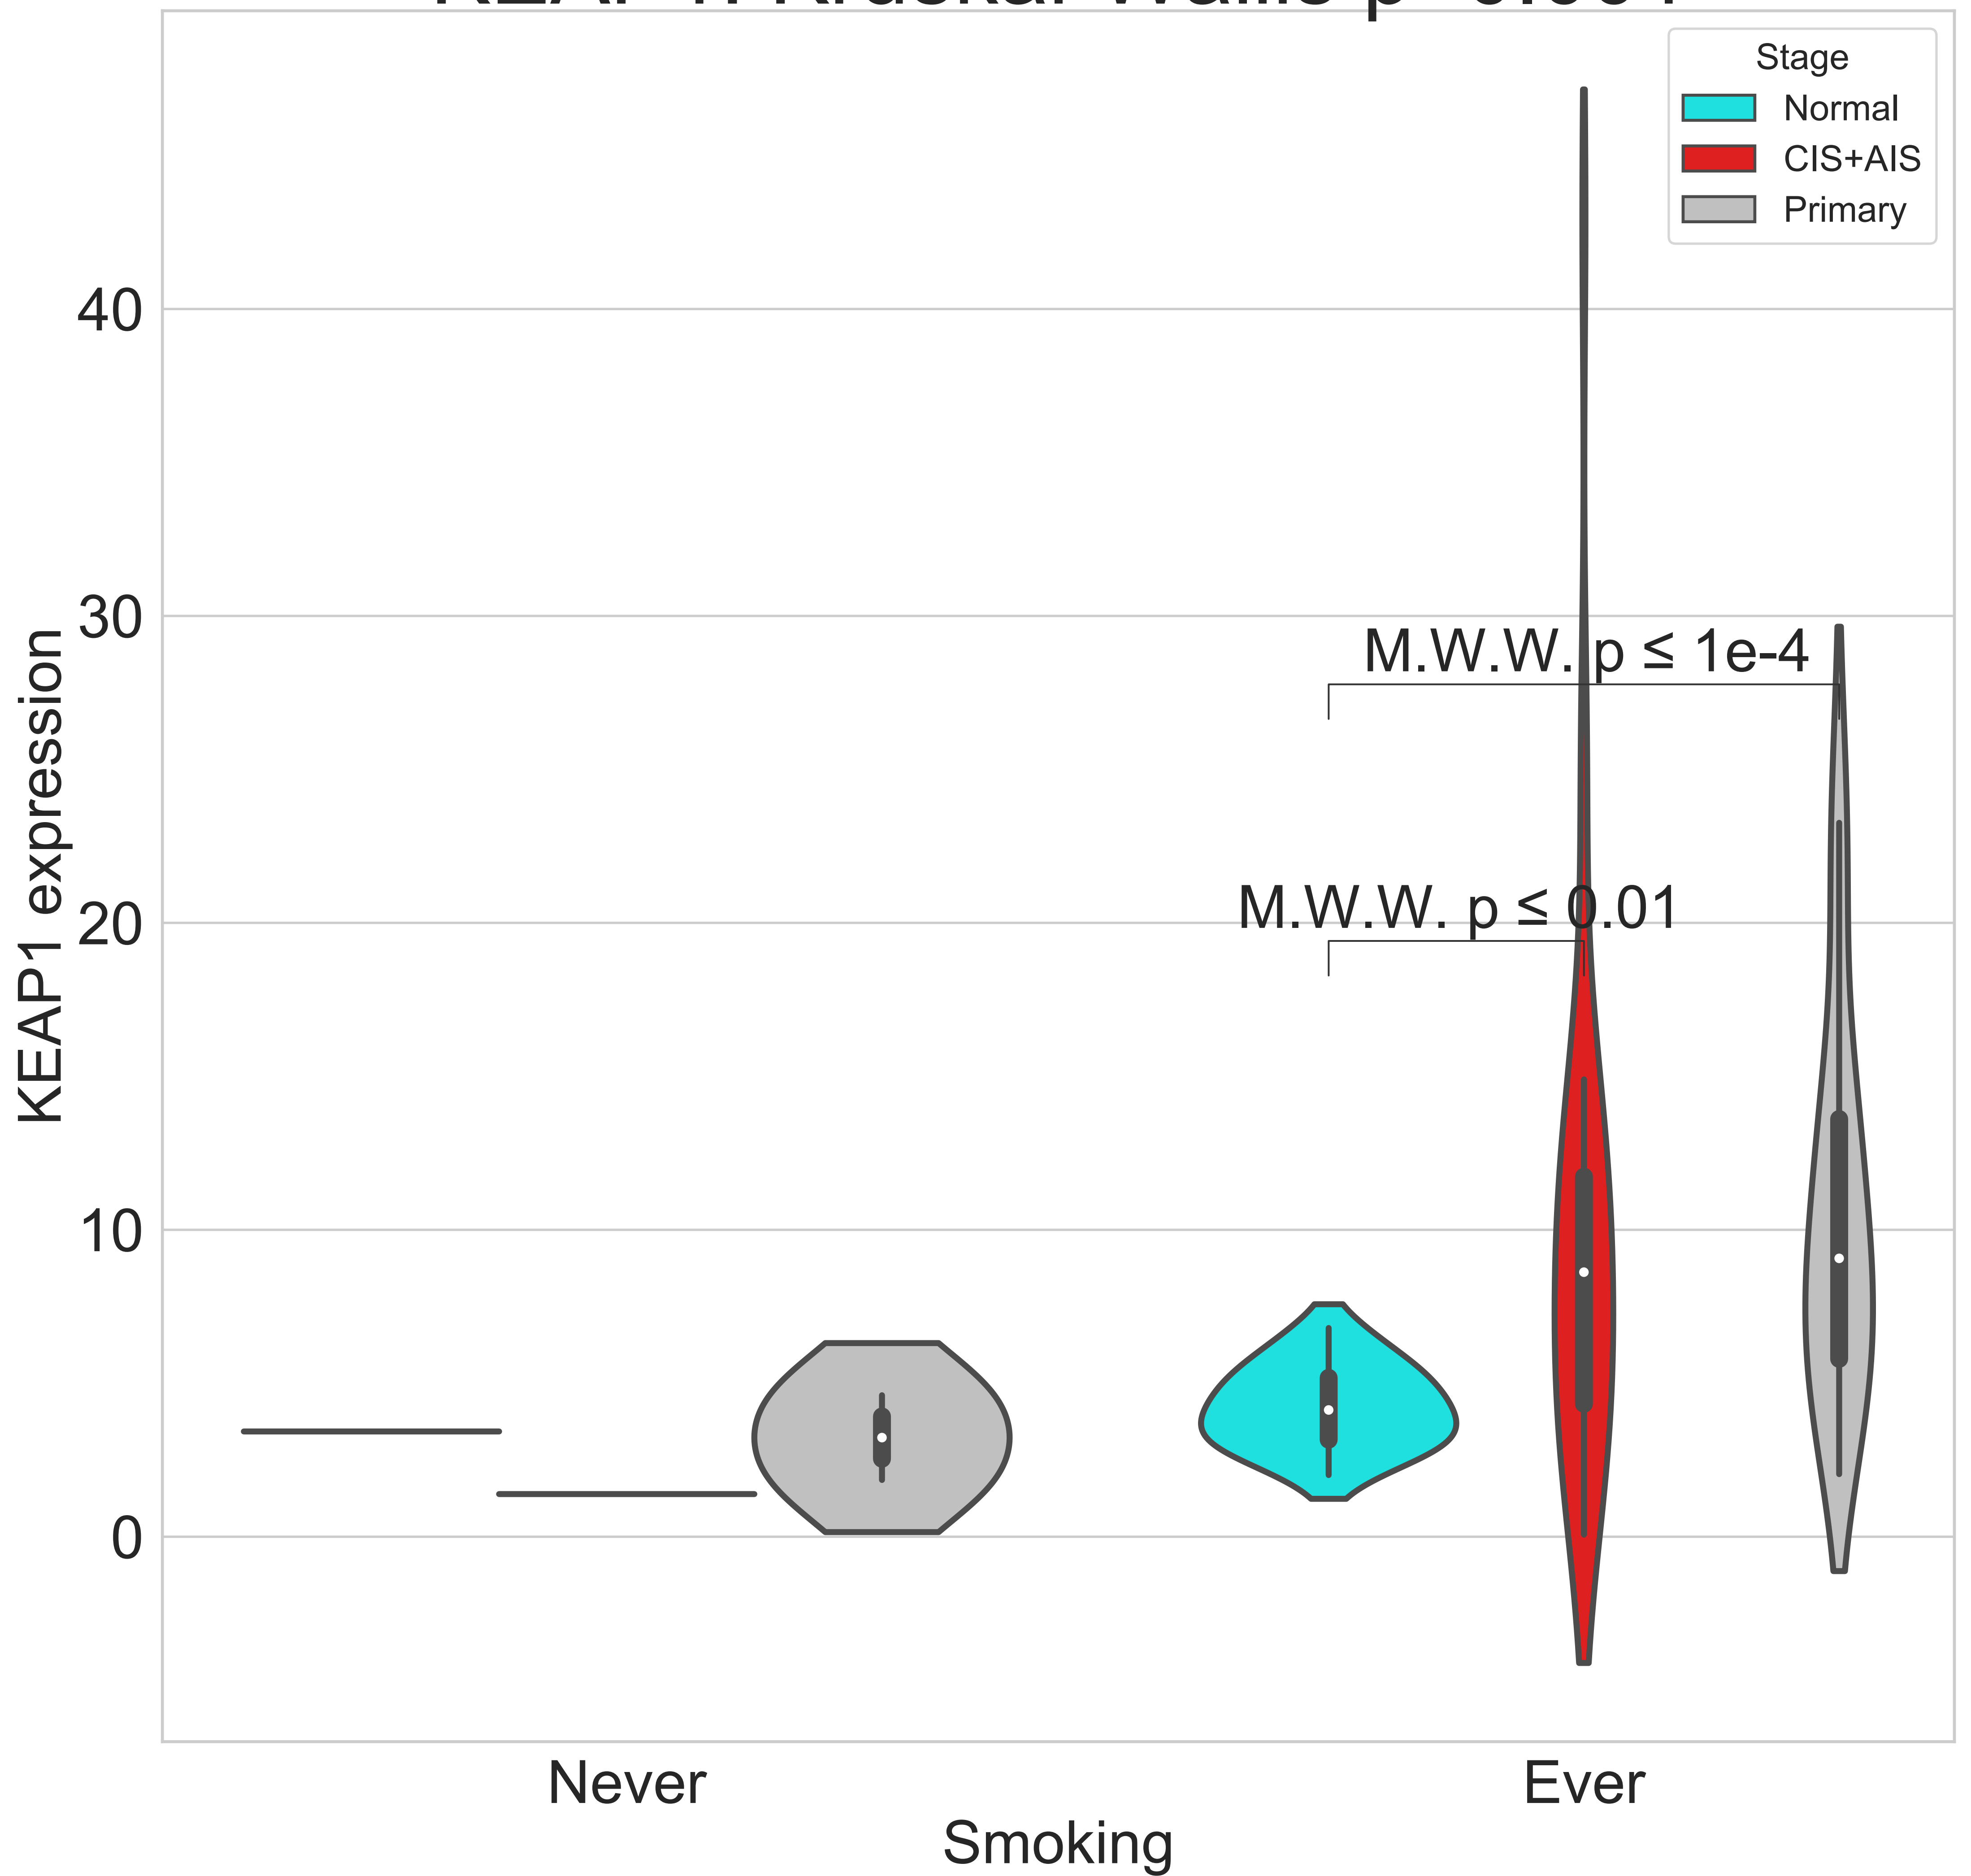 Stage
Normal
CIS+AIS
Primary
40
30
20
10
0
KEAP1 expression
M.W.W. p ≤ 1e-4
M.W.W. p ≤ 0.01
Never
Ever
Smoking